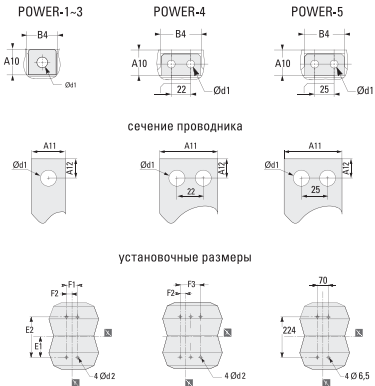 POWER-1~3 POWER-4 POWER-5
B4 B4 B4
A10 A10 A10
Ød1 22 Ød1 25 Ød1
сечение проводника
A11 A11 A11
Ød1 A12 Ød1 A12 Ød1 A12
22 25
установочные размеры
F1 F3 70
F2 F2
E2 224
E1
4 Ød2 4 Ød2 4 Ø 6,5